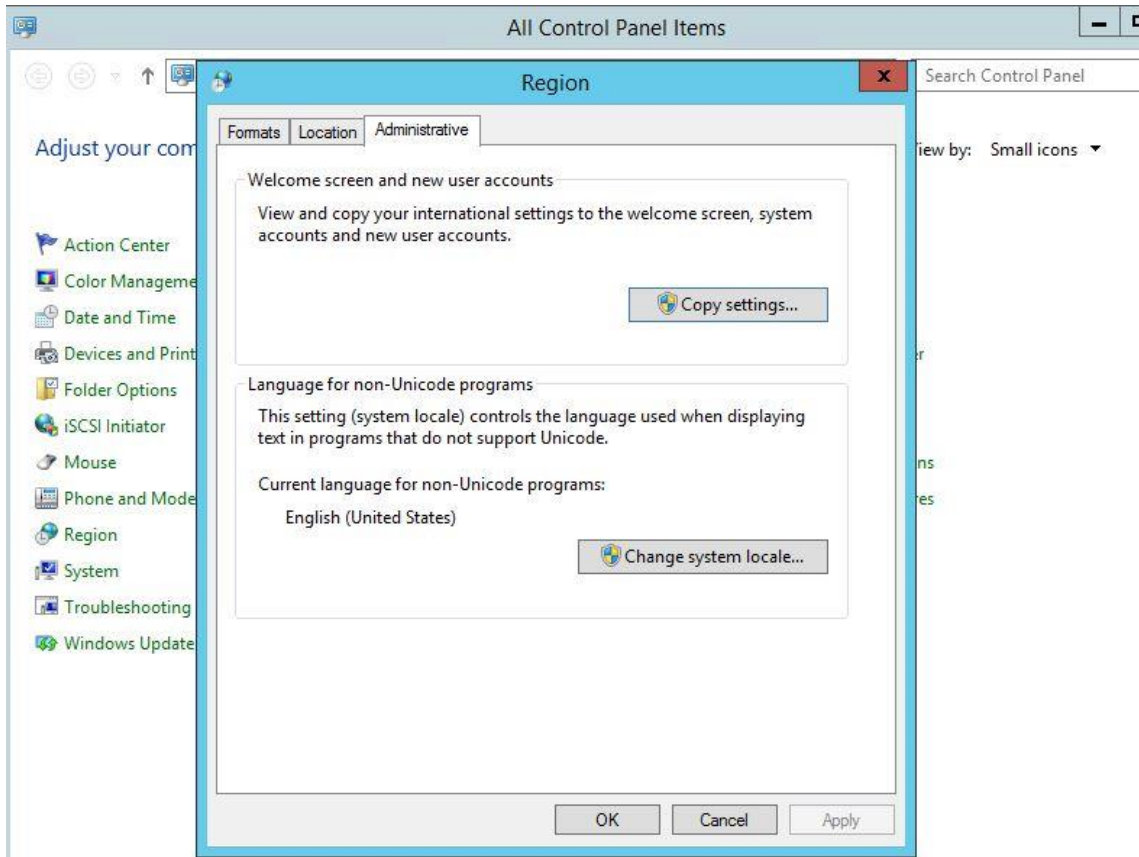 All Control Panel Items
Region
x
Search Control Panel
Formats Location Administrative
Adjust your com
iew by: Small icons
Welcome screen and new user accounts
View and copy your international settings to the welcome screen, system
accounts and new user accounts.
Copy settings...
Language for non-Unicode programs
This setting (system locale) controls the language used when displaying
text in programs that do not support Unicode.
Current language for non-Unicode programs:
English (United States)
Change system locale...
OK Cancel Apply
Action Center
Color Manageme
Date and Time
Devices and Print
Folder Options
iSCSI Initiator
Mouse
Phone and Mode
Region
System
Troubleshooting
Windows Update
r
ns
res